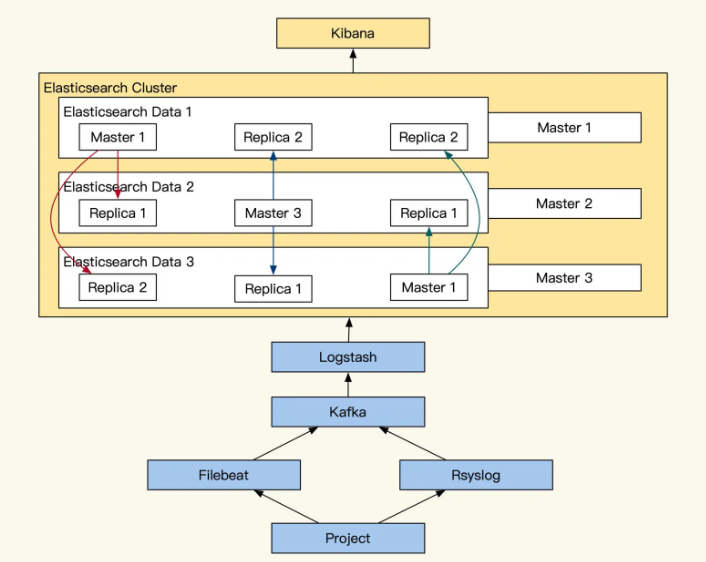 Kibana
Elasticsearch Cluster
Elasticsearch Data 1
Master 1
Replica 2
Replica 2
Master 1
Elasticsearch Data 2
Replica 1
Master 3
Replica 1
Master 2
Elasticsearch Data 3
Replica 2
Replica 1
Master 1
Master 3
Logstash
Kafka
Filebeat
Rsyslog
Project